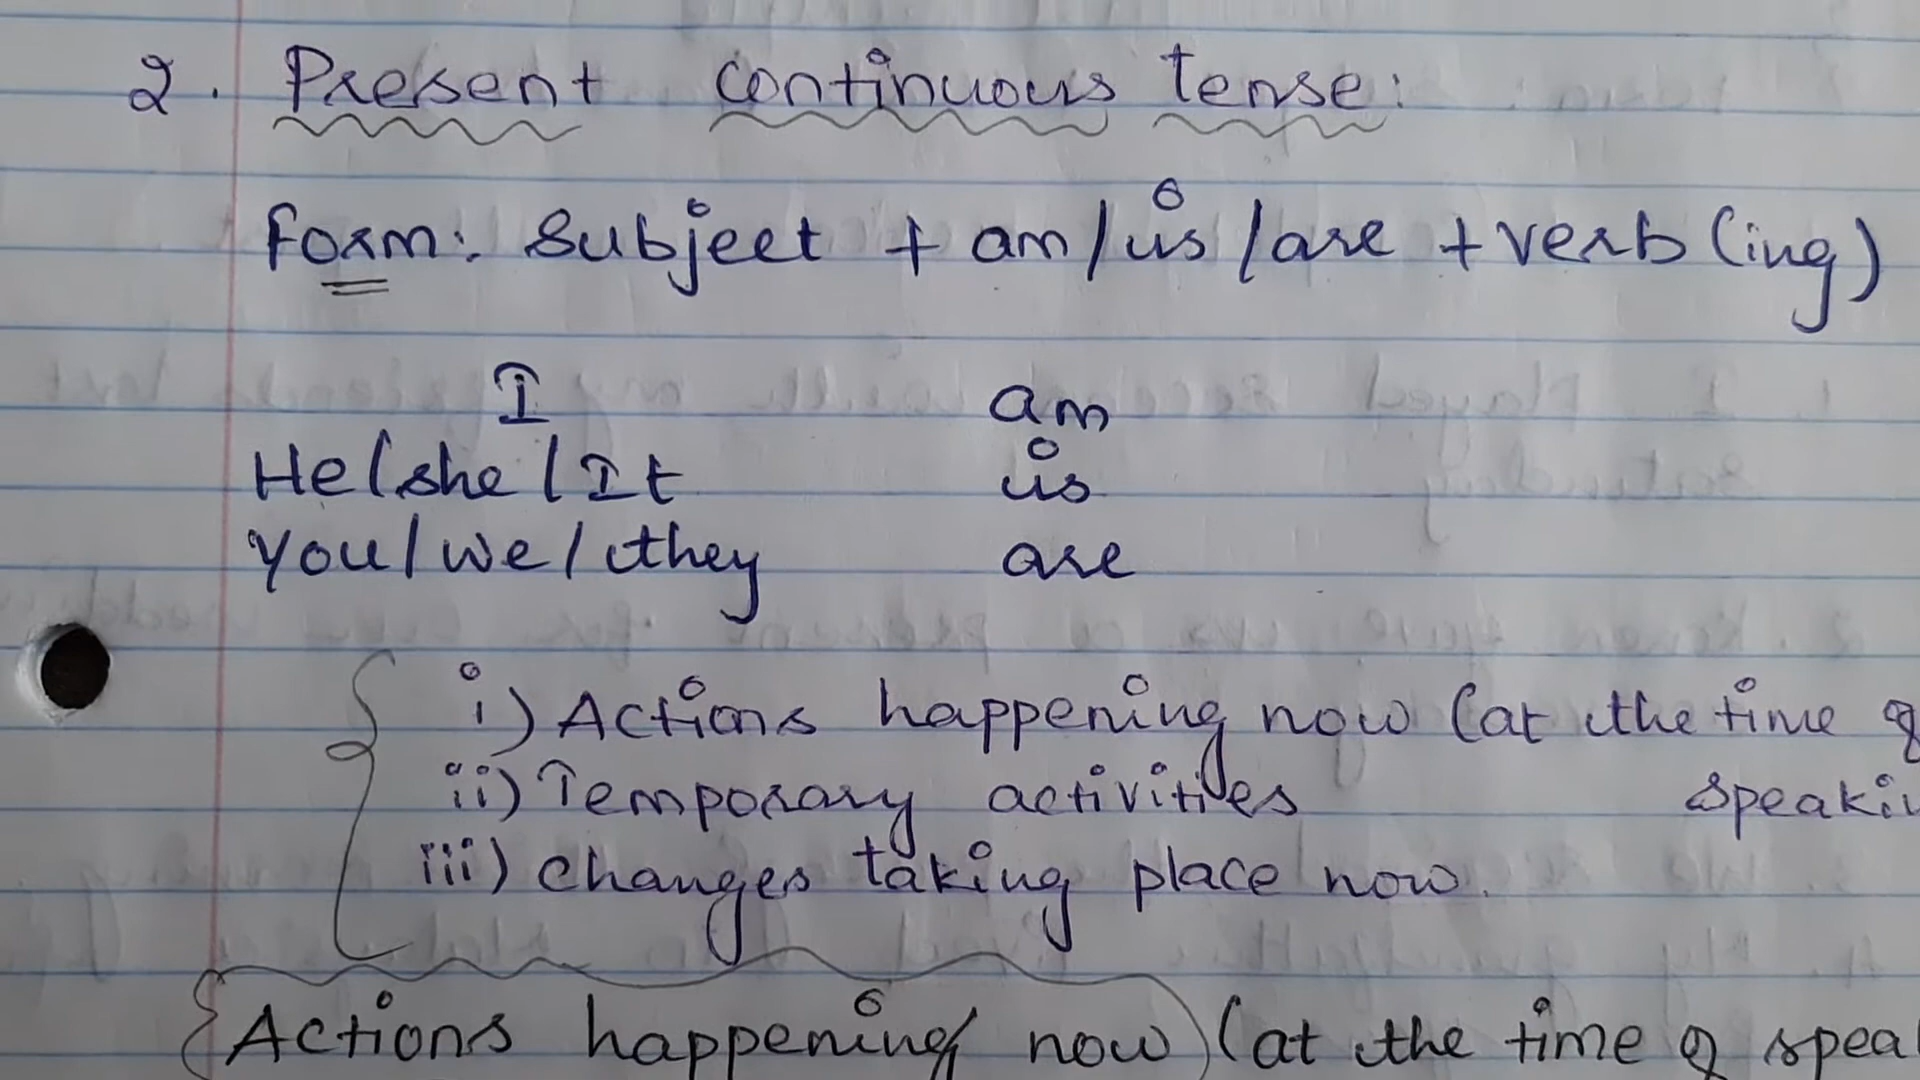 2. Present continuous tense:
Form: Subject + am/is/are + verb (ing)
I am
He/she/It is
You/we/they are
i) Actions happening now (at the time of
ii) Temporary activities speakin
iii) Changes taking place now.
Actions happening now (at the time of speak